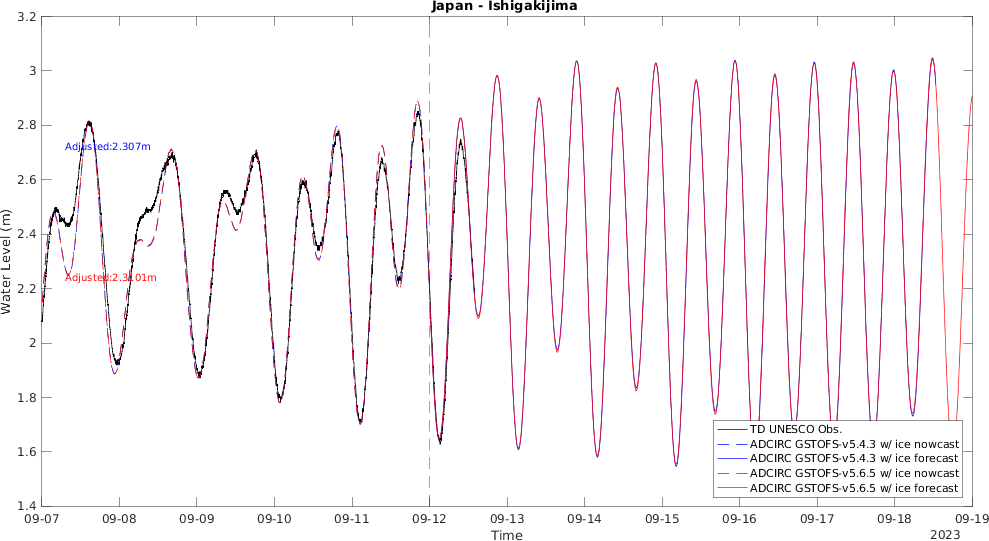 Japan - Ishigakijima
3.2
3
2.8
2.6
2.4
2.2
2
1.8
1.6
1.4
Water Level (m)
Adjusted:2.307m
Adjusted:2.3101m
TD UNESCO Obs.
ADCIRC GSTOFS-v5.4.3 w/ ice nowcast
ADCIRC GSTOFS-v5.4.3 w/ ice forecast
ADCIRC GSTOFS-v5.6.5 w/ ice nowcast
ADCIRC GSTOFS-v5.6.5 w/ ice forecast
09-07 09-08 09-09 09-10 09-11 09-12 09-13 09-14 09-15 09-16 09-17 09-18 09-19
Time
2023